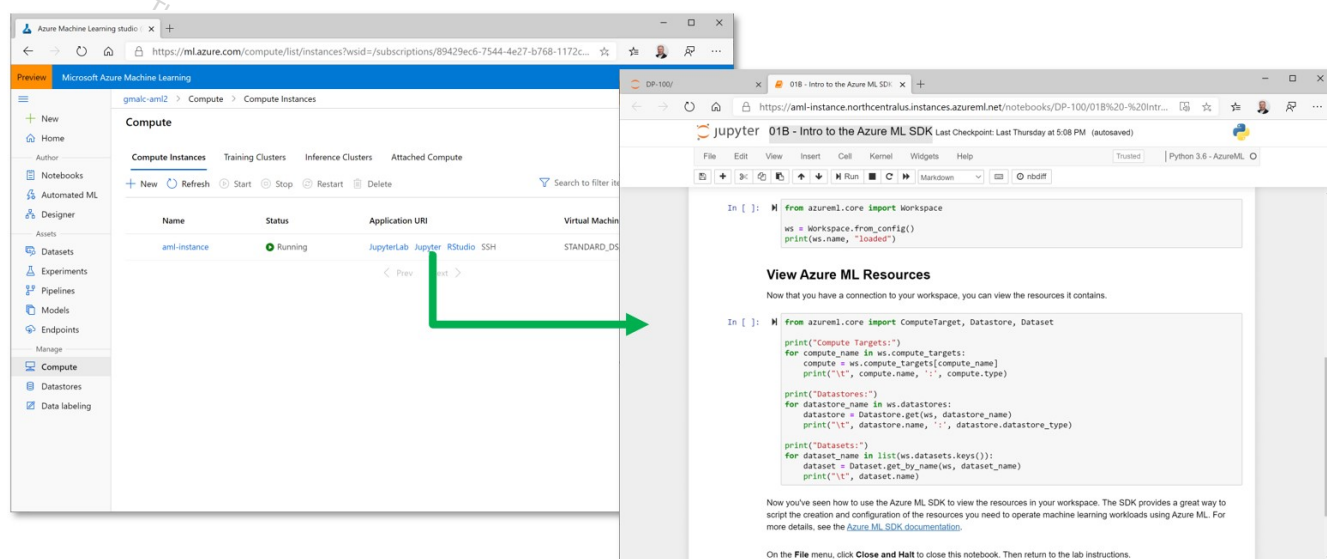 Azure Machine Learning studio
https://ml.azure.com/compute/list/instances?wsid=/subscriptions/89429ec6-7544-4e27-b768-1172c...
Preview Microsoft Azure Machine Learning
New
Home
Author
Notebooks
Automated ML
Designer
Assets
Datasets
Experiments
Pipelines
Models
Endpoints
Manage
Compute
Datastores
Data labeling
gmalc-aml2 > Compute > Compute Instances
Compute
Compute Instances Training Clusters Inference Clusters Attached Compute
+ New Refresh Start Stop Restart Delete Search to filter ite
Name Status Application URI Virtual Machin
aml-instance Running JupyterLab Jupyter RStudio SSH STANDARD_DS
< Prev ext >
DP-100/ 01B - Intro to the Azure ML SDK
https://aml-instance.northcentralus.instances.azureml.net/notebooks/DP-100/01B%20-%20Intr...
jupyter 01B - Intro to the Azure ML SDK Last Checkpoint: Last Thursday at 5:08 PM (autosaved)
File Edit View Insert Cell Kernel Widgets Help Trusted Python 3.6 - AzureML
Run C Markdown nbdiff
In [ ]: from azureml.core import Workspace
ws = Workspace.from_config()
print(ws.name, "loaded")
View Azure ML Resources
Now that you have a connection to your workspace, you can view the resources it contains.
In [ ]: from azureml.core import ComputeTarget, Datastore, Dataset
print("Compute Targets:")
for compute_name in ws.compute_targets:
compute = ws.compute_targets[compute_name]
print("\t", compute.name, ':', compute.type)
print("Datastores:")
for datastore_name in ws.datastores:
datastore = Datastore.get(ws, datastore_name)
print("\t", datastore.name, ':', datastore.datastore_type)
print("Datasets:")
for dataset_name in list(ws.datasets.keys()):
dataset = Dataset.get_by_name(ws, dataset_name)
print("\t", dataset.name)
Now you've seen how to use the Azure ML SDK to view the resources in your workspace. The SDK provides a great way to
script the creation and configuration of the resources you need to operate machine learning workloads using Azure ML. For
more details, see the Azure ML SDK documentation.
On the File menu, click Close and Halt to close this notebook. Then return to the lab instructions.